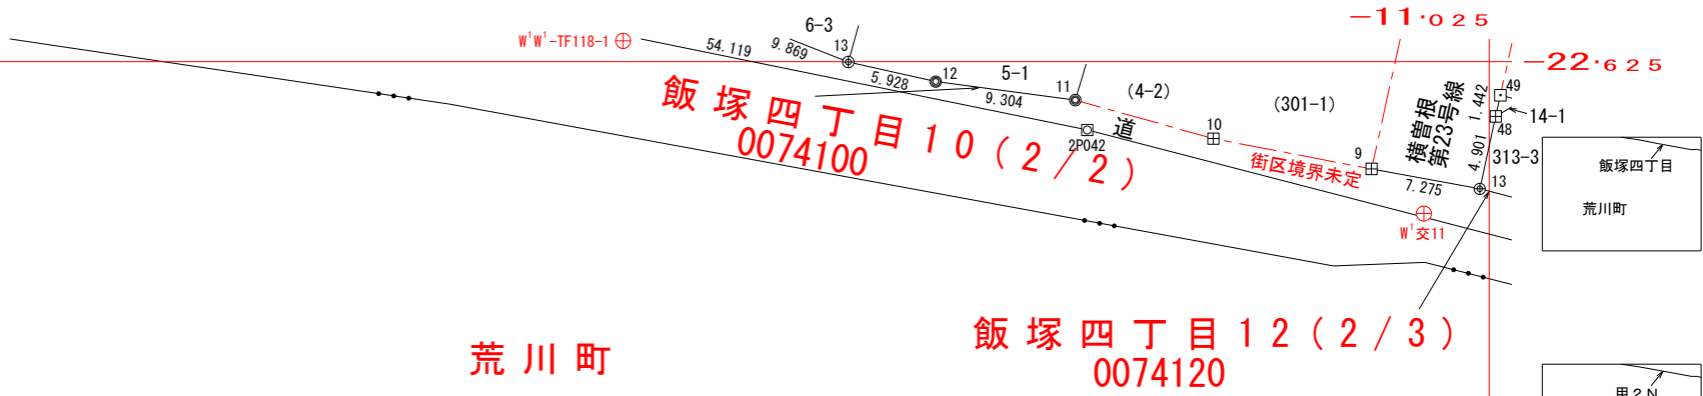 -11.025
-22.625
W¹W¹-TF118-1
6-3
13
54.119
9.869
12
5.928
5-1
9.304
11
(4-2)
(301-1)
10
2P042
道
街区境界未定
9
7.275
横曽根
第23号線
1.442
49
14-1
48
4.901
313-3
13
W¹交11
飯塚四丁目10(2/2)
0074100
飯塚四丁目12(2/3)
0074120
荒川町
飯塚四丁目
荒川町